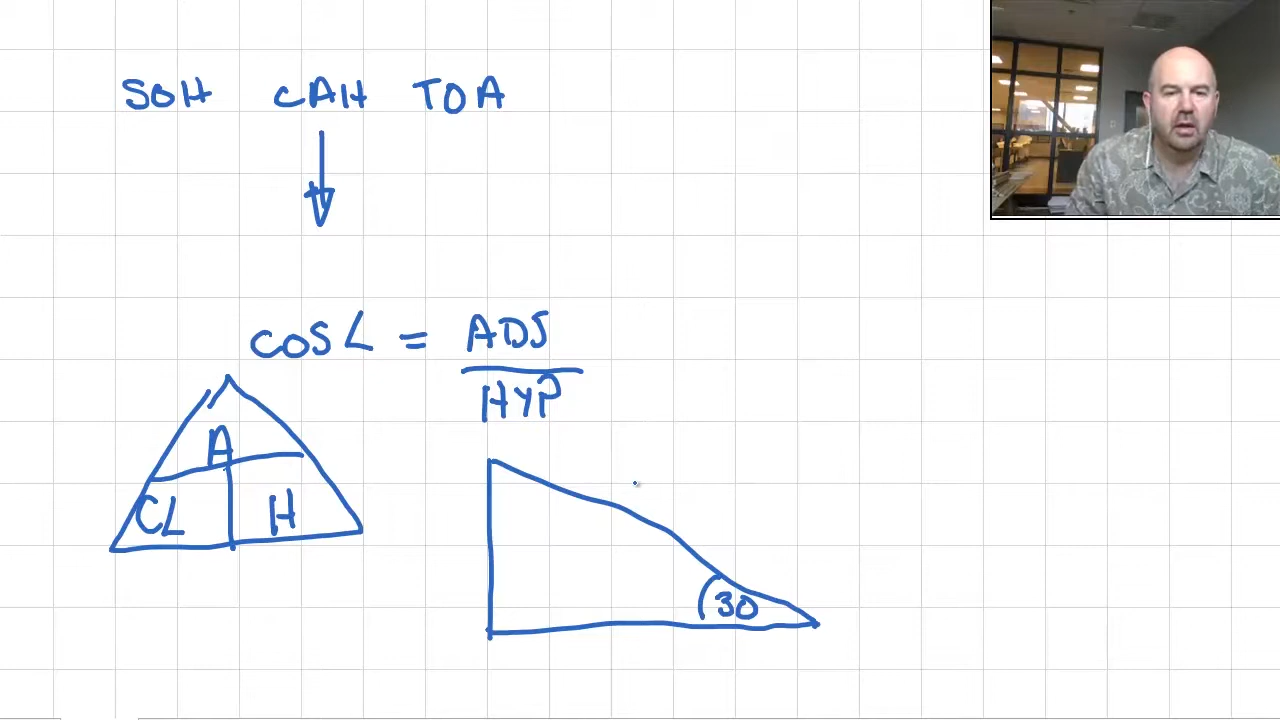 SOH CAH TOA
COS∠ = ADJ
HYP
A
C∠ H
30